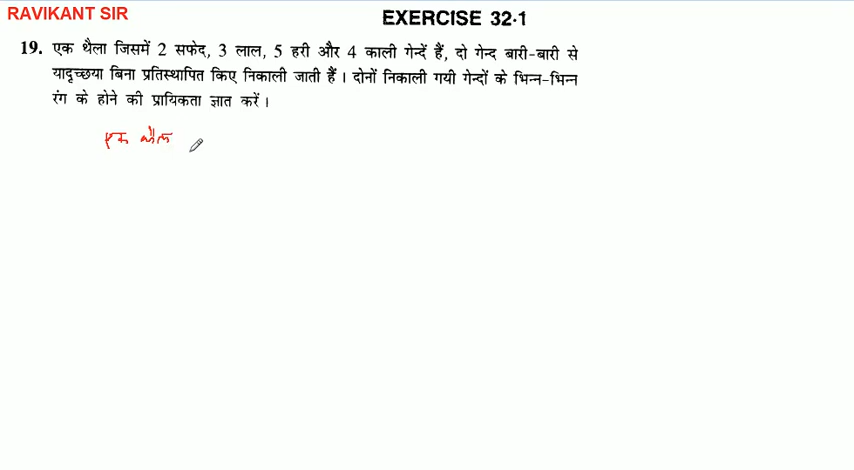 RAVIKANT SIR
EXERCISE 32·1
19. एक थैला जिसमें 2 सफेद, 3 लाल, 5 हरी और 4 काली गेन्दें हैं, दो गेन्द बारी-बारी से
यादृच्छया बिना प्रतिस्थापित किए निकाली जाती हैं। दोनों निकाली गयी गेन्दों के भिन्न-भिन्न
रंग के होने की प्रायिकता ज्ञात करें।
एक